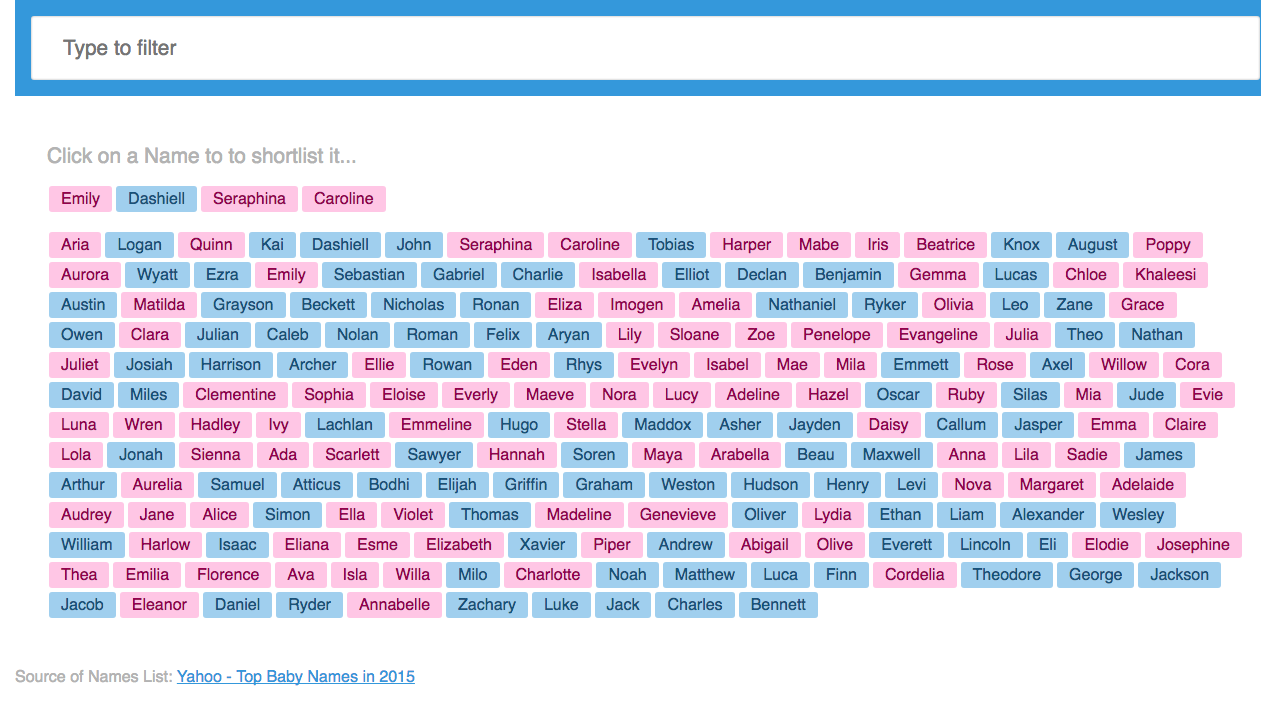 Type to filter
Click on a Name to to shortlist it...
Emily Dashiell Seraphina Caroline
Aria Logan Quinn Kai Dashiell John Seraphina Caroline Tobias Harper Mabe Iris Beatrice Knox August Poppy
Aurora Wyatt Ezra Emily Sebastian Gabriel Charlie Isabella Elliot Declan Benjamin Gemma Lucas Chloe Khaleesi
Austin Matilda Grayson Beckett Nicholas Ronan Eliza Imogen Amelia Nathaniel Ryker Olivia Leo Zane Grace
Owen Clara Julian Caleb Nolan Roman Felix Aryan Lily Sloane Zoe Penelope Evangeline Julia Theo Nathan
Juliet Josiah Harrison Archer Ellie Rowan Eden Rhys Evelyn Isabel Mae Mila Emmett Rose Axel Willow Cora
David Miles Clementine Sophia Eloise Everly Maeve Nora Lucy Adeline Hazel Oscar Ruby Silas Mia Jude Evie
Luna Wren Hadley Ivy Lachlan Emmeline Hugo Stella Maddox Asher Jayden Daisy Callum Jasper Emma Claire
Lola Jonah Sienna Ada Scarlett Sawyer Hannah Soren Maya Arabella Beau Maxwell Anna Lila Sadie James
Arthur Aurelia Samuel Atticus Bodhi Elijah Griffin Graham Weston Hudson Henry Levi Nova Margaret Adelaide
Audrey Jane Alice Simon Ella Violet Thomas Madeline Genevieve Oliver Lydia Ethan Liam Alexander Wesley
William Harlow Isaac Eliana Esme Elizabeth Xavier Piper Andrew Abigail Olive Everett Lincoln Eli Elodie Josephine
Thea Emilia Florence Ava Isla Willa Milo Charlotte Noah Matthew Luca Finn Cordelia Theodore George Jackson
Jacob Eleanor Daniel Ryder Annabelle Zachary Luke Jack Charles Bennett
Source of Names List: Yahoo - Top Baby Names in 2015